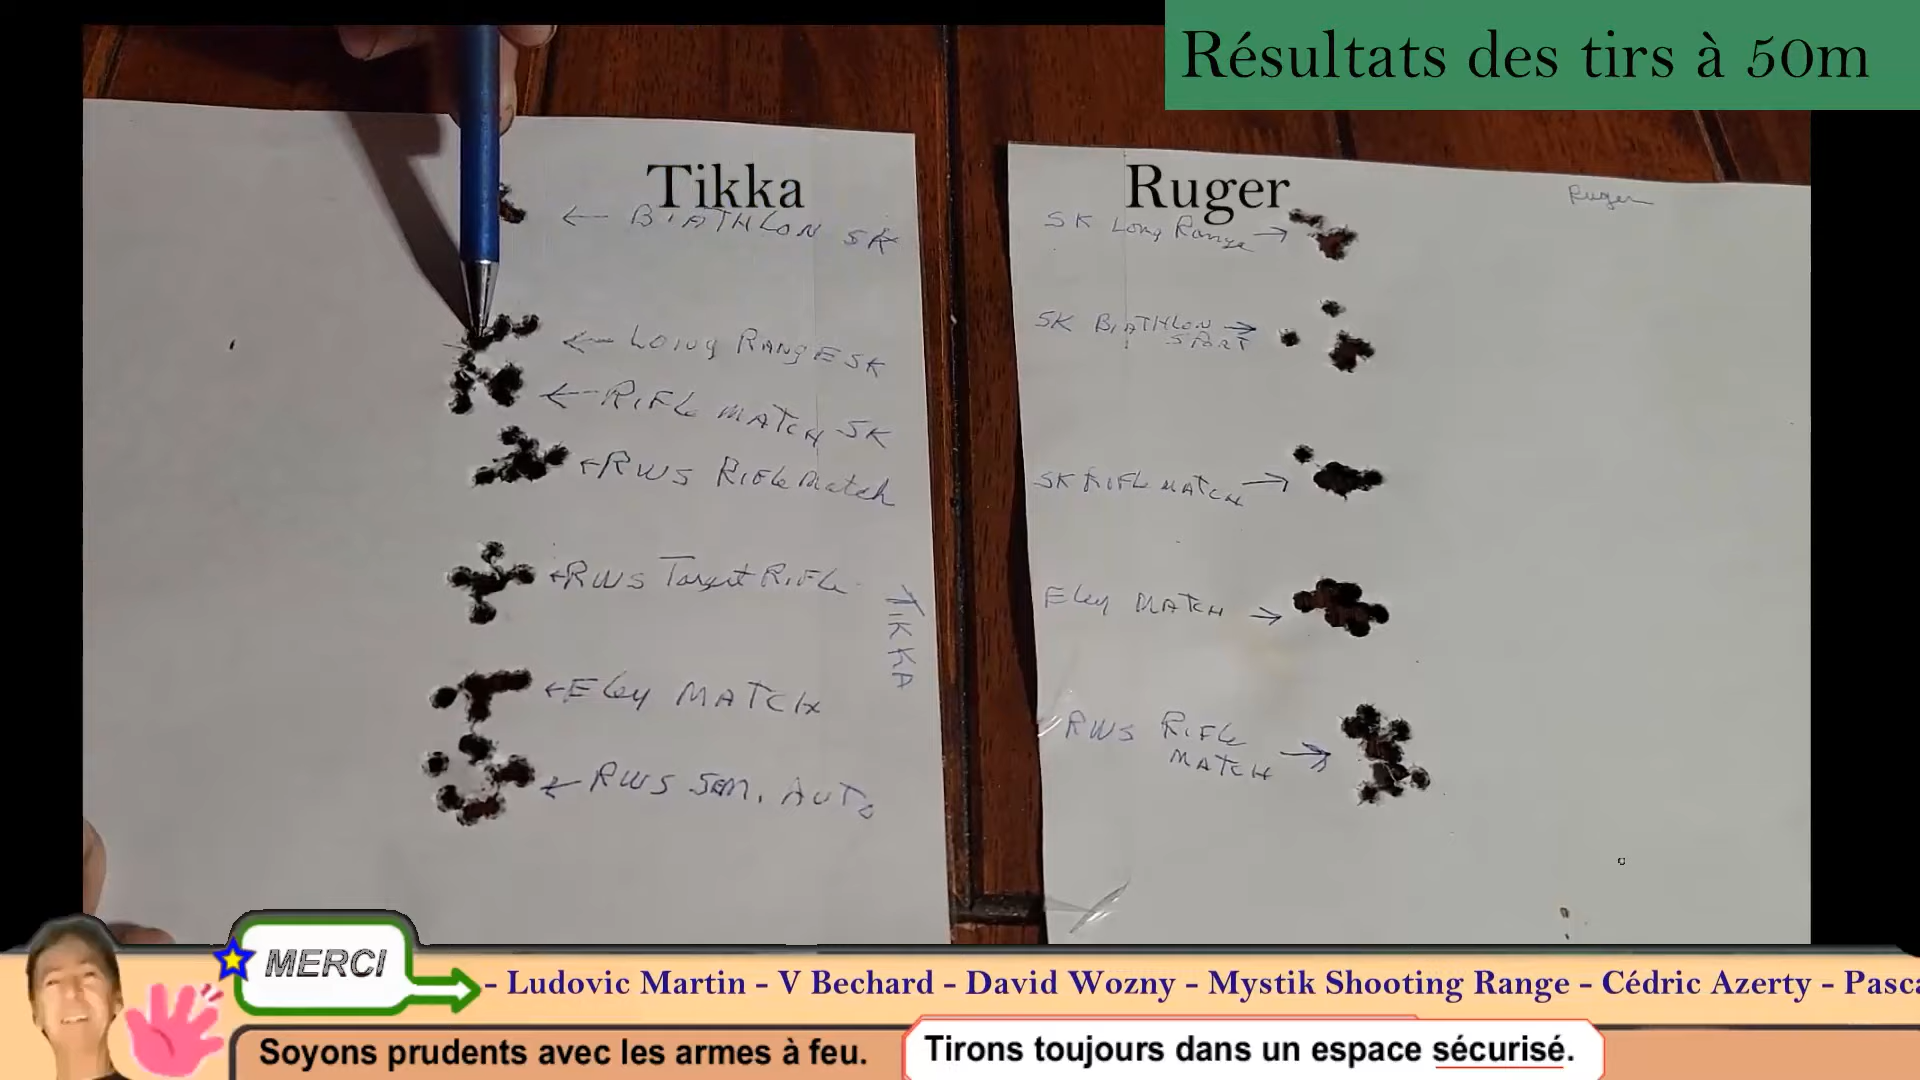 Résultats des tirs à 50m
Tikka
← BIATHLON SK
← LONG RANGE SK
← RIFLE MATCH SK
← RWS RIFLE Match
← RWS Target RIFLE
← ELey MATCH
← RWS SEM. AUTO
TIKKA
Ruger
Ruger
SK Long Range →
SK BIATHLON →
SPORT
SK RIFLE MATCH →
ELey MATCH →
RWS RIFLE
MATCH →
MERCI
- Ludovic Martin - V Bechard - David Wozny - Mystik Shooting Range - Cédric Azerty - Pasca
Soyons prudents avec les armes à feu.
Tirons toujours dans un espace sécurisé.